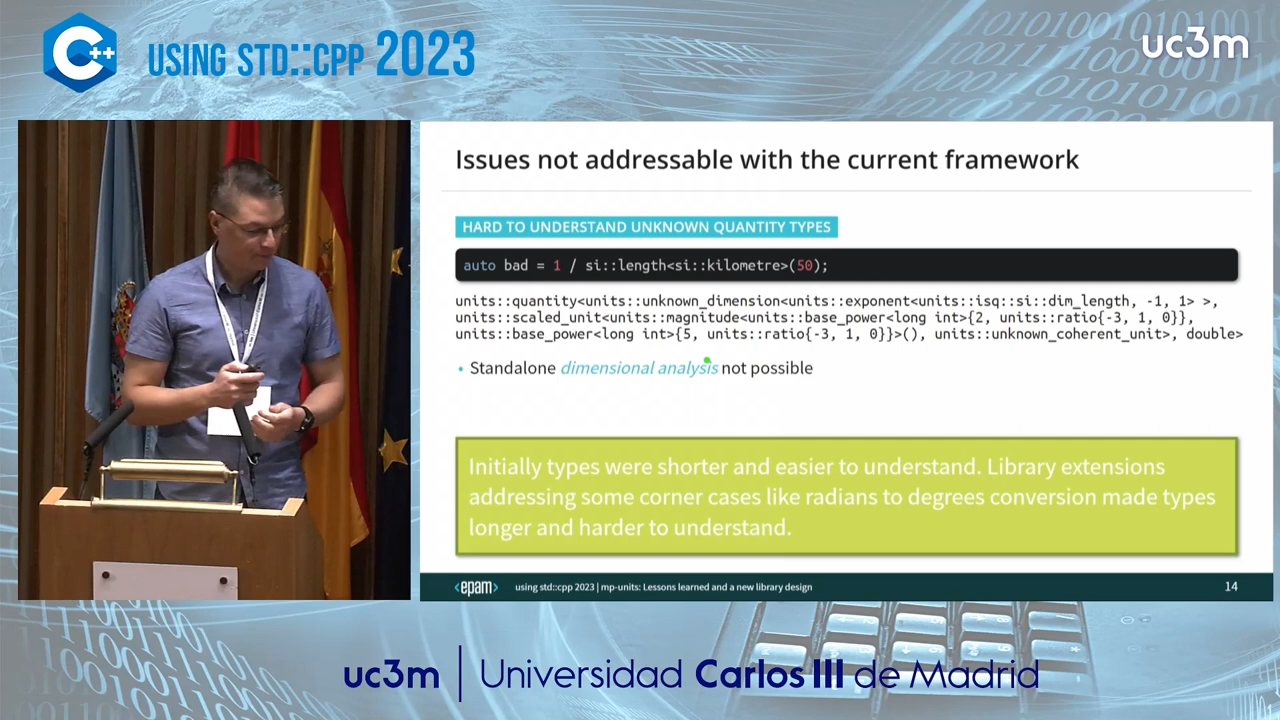 C++
USING STD::CPP 2023
uc3m
Issues not addressable with the current framework
HARD TO UNDERSTAND UNKNOWN QUANTITY TYPES
auto bad = 1 / si::length<si::kilometre>(50);
units::quantity<units::unknown_dimension<units::exponent<units::isq::si::dim_length, -1, 1> >,
units::scaled_unit<units::magnitude<units::base_power<long int>{2, units::ratio{-3, 1, 0}},
units::base_power<long int>{5, units::ratio{-3, 1, 0}}>(), units::unknown_coherent_unit>, double>
• Standalone dimensional analysis not possible
Initially types were shorter and easier to understand. Library extensions
addressing some corner cases like radians to degrees conversion made types
longer and harder to understand.
<epam> using std::cpp 2023 | mp-units: Lessons learned and a new library design 14
uc3m | Universidad Carlos III de Madrid